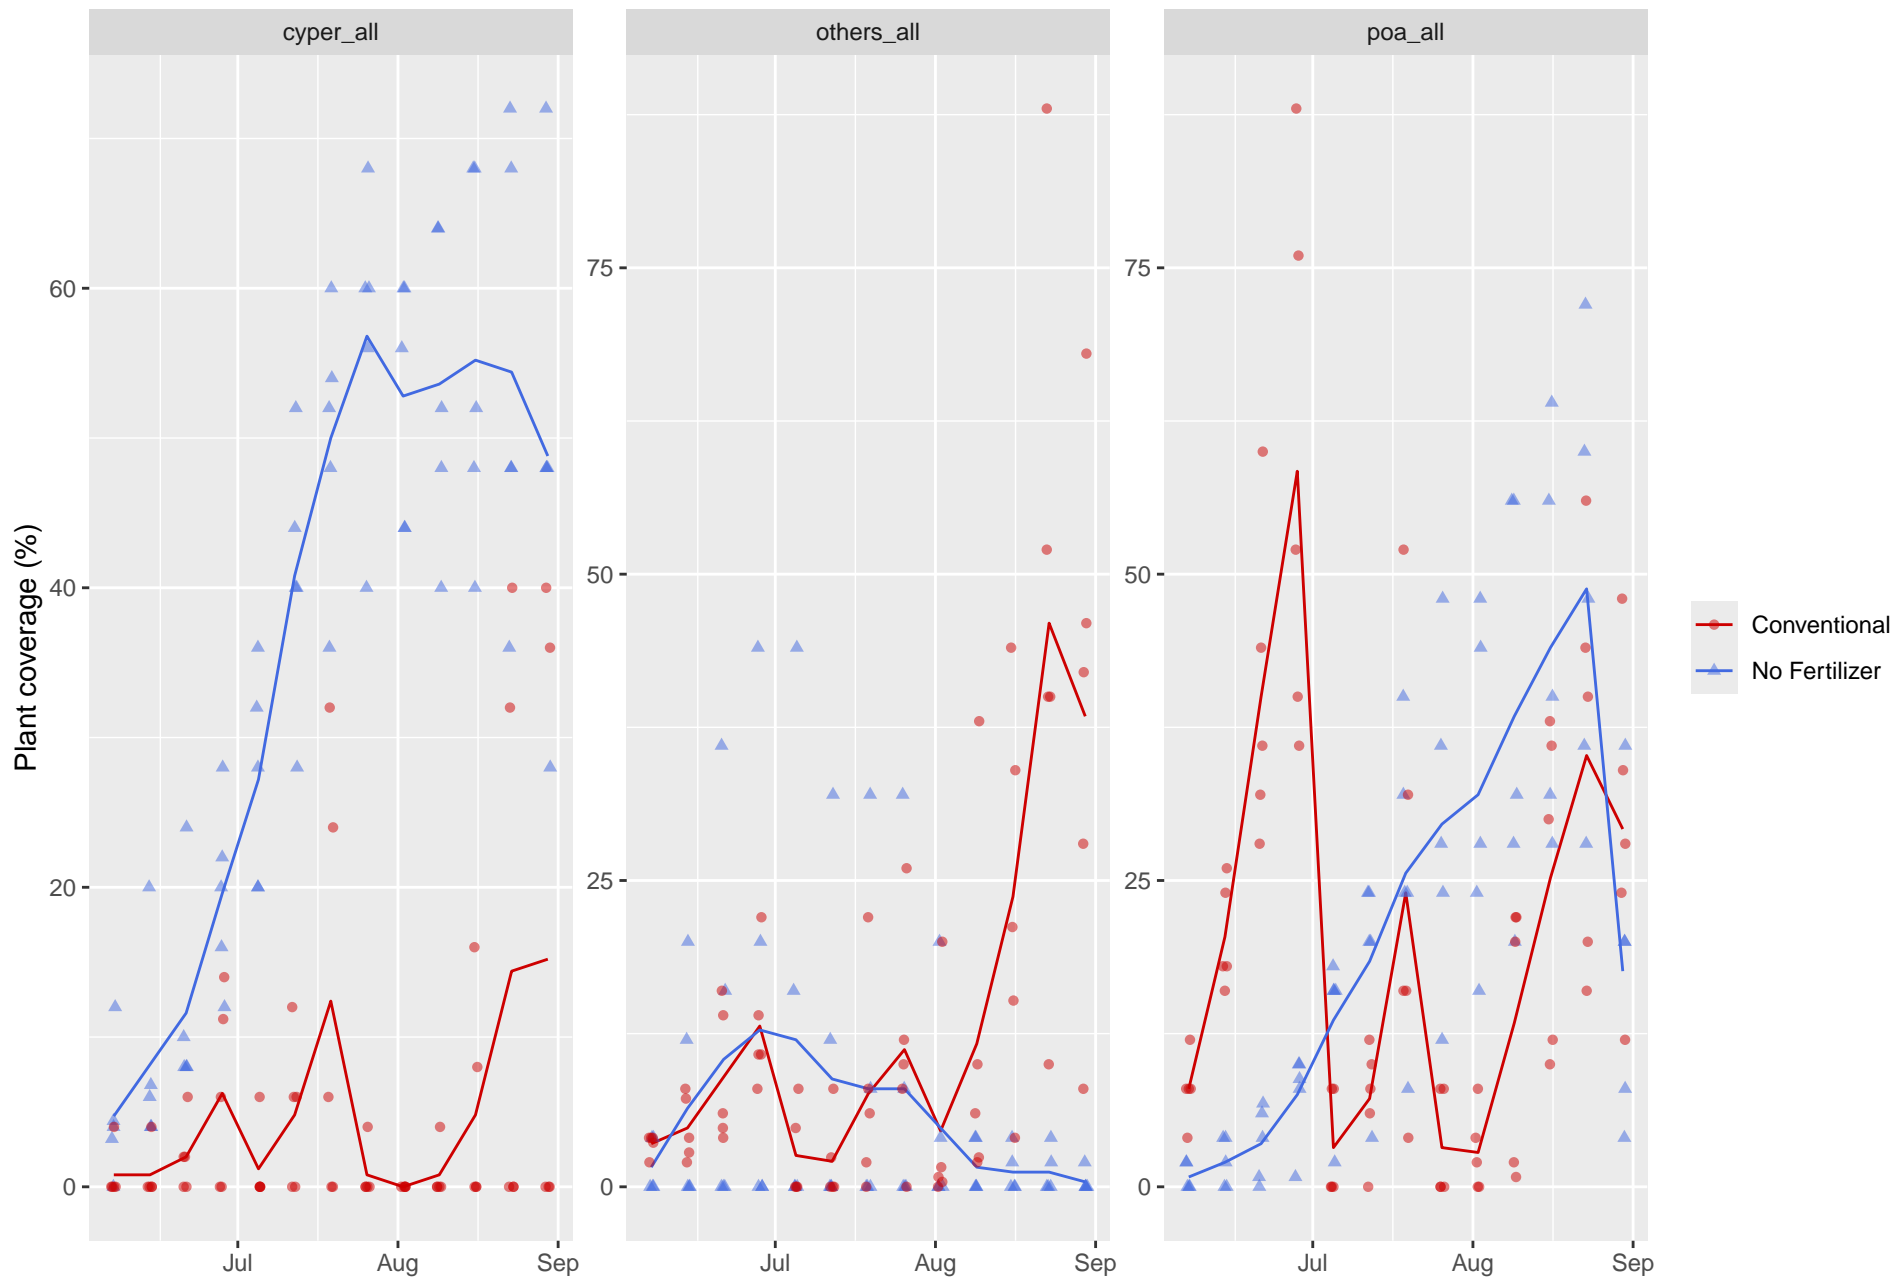 cyper_all
others_all
poa_all
Plant coverage (%)
60
40
20
0
75
50
25
0
75
50
25
0
Jul
Aug
Sep
Jul
Aug
Sep
Jul
Aug
Sep
Conventional
No Fertilizer